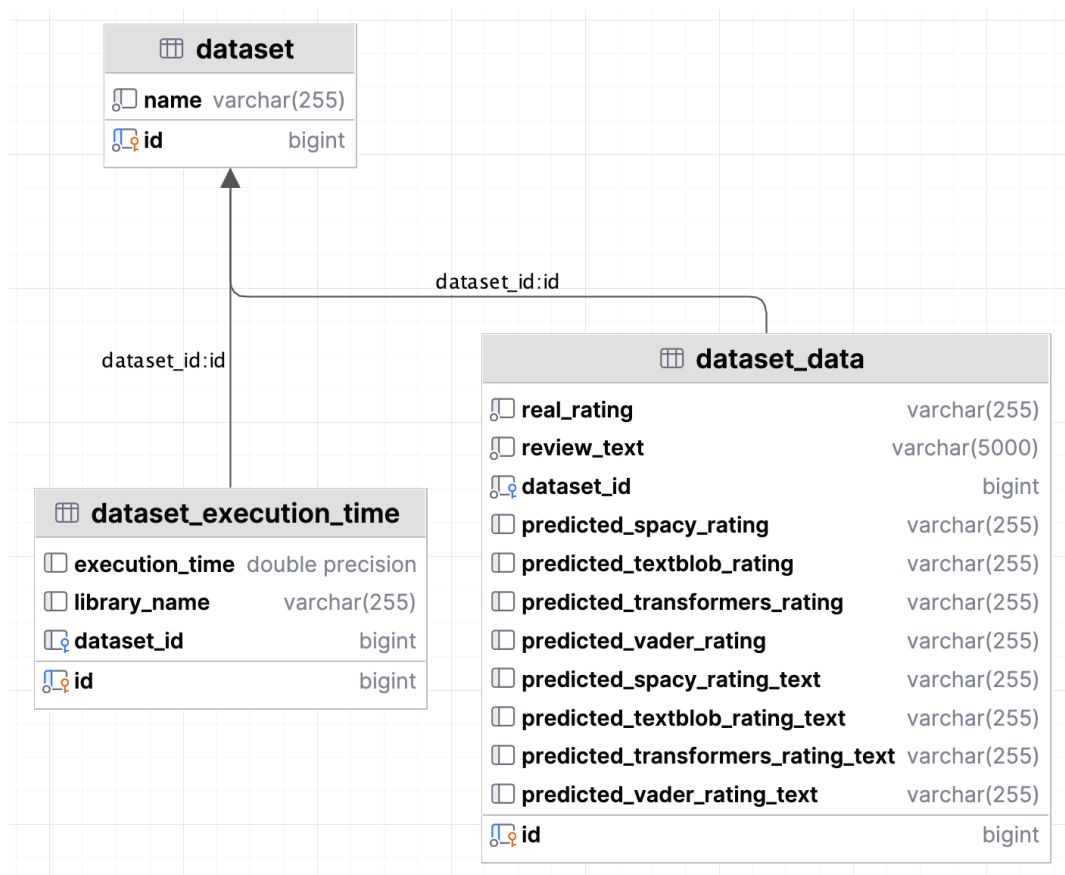 dataset
name varchar(255)
id bigint
dataset_id:id
dataset_id:id
dataset_execution_time
execution_time double precision
library_name varchar(255)
dataset_id bigint
id bigint
dataset_data
real_rating varchar(255)
review_text varchar(5000)
dataset_id bigint
predicted_spacy_rating varchar(255)
predicted_textblob_rating varchar(255)
predicted_transformers_rating varchar(255)
predicted_vader_rating varchar(255)
predicted_spacy_rating_text varchar(255)
predicted_textblob_rating_text varchar(255)
predicted_transformers_rating_text varchar(255)
predicted_vader_rating_text varchar(255)
id bigint